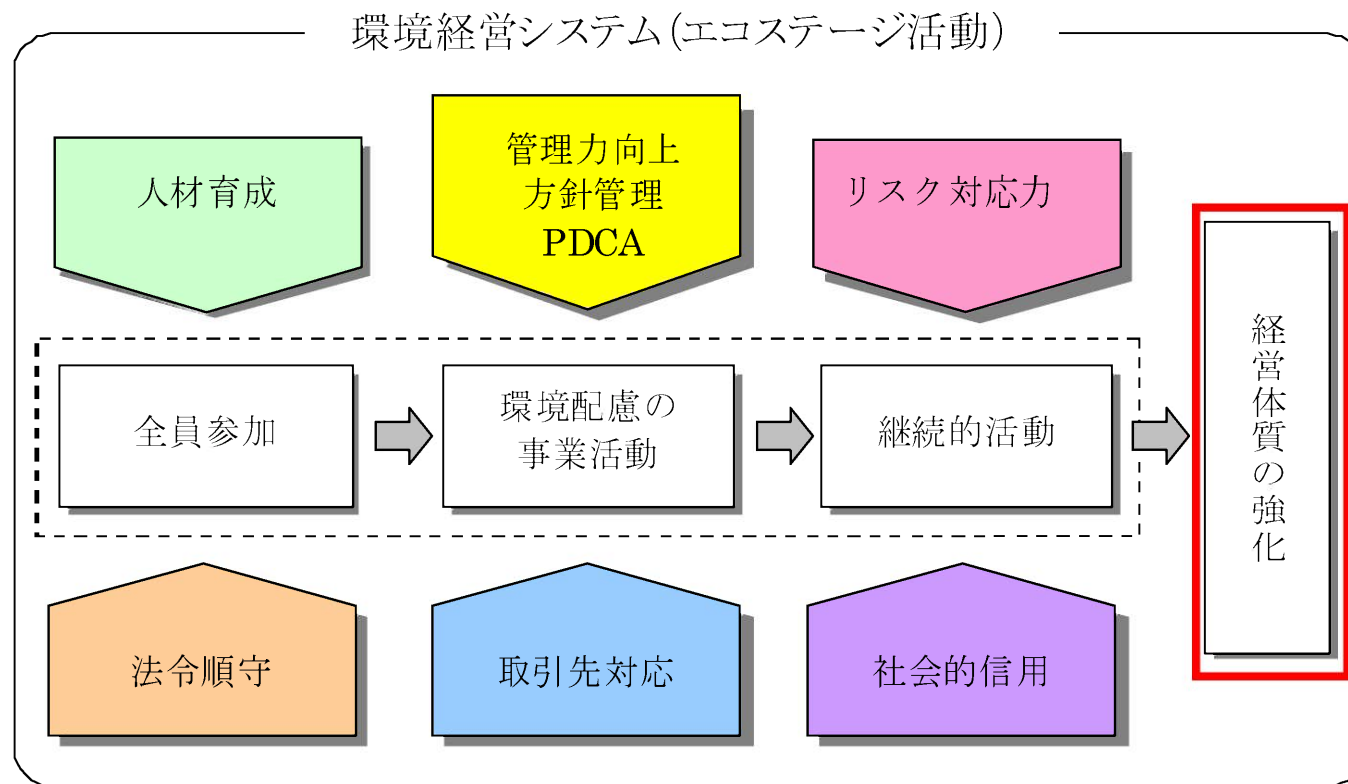 環境経営システム(エコステージ活動)
人材育成
管理力向上
方針管理
PDCA
リスク対応力
全員参加
環境配慮の
事業活動
継続的活動
経営体質の強化
法令順守
取引先対応
社会的信用